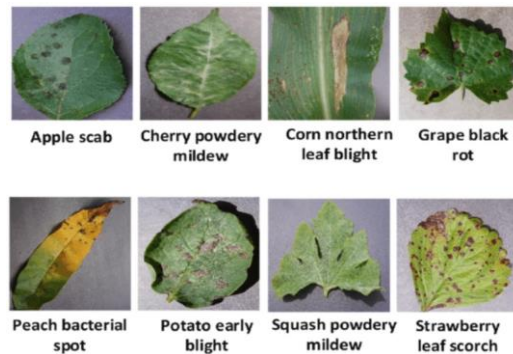 Apple scab
Cherry powdery
mildew
Corn northern
leaf blight
Grape black
rot
Peach bacterial
spot
Potato early
blight
Squash powdery
mildew
Strawberry
leaf scorch